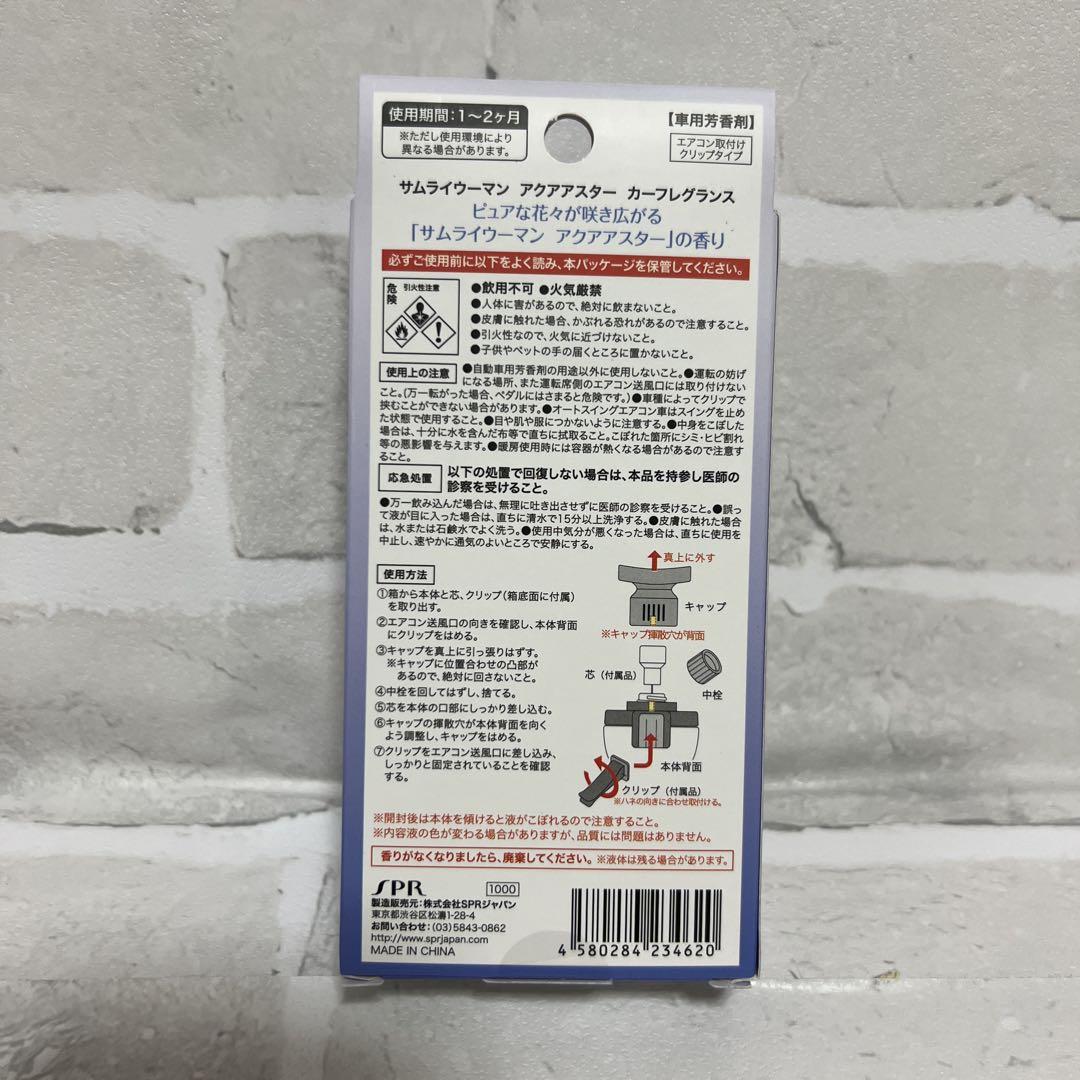 使用期間：1〜2ヶ月
※ただし使用環境により
異なる場合があります。
【車用芳香剤】
エアコン取付け
クリップタイプ
サムライウーマン アクアアスター カーフレグランス
ピュアな花々が咲き広がる
「サムライウーマン アクアアスター」の香り
必ずご使用前に以下をよく読み、本パッケージを保管してください。
危険
引火性注意
●飲用不可 ●火気厳禁
●人体に害があるので、絶対に飲まないこと。
●皮膚に触れた場合、かぶれる恐れがあるので注意すること。
●引火性なので、火気に近づけないこと。
●子供やペットの手の届くところに置かないこと。
使用上の注意
●自動車用芳香剤の用途以外に使用しないこと。●運転の妨げ
になる場所、また運転席側のエアコン送風口には取り付けない
こと。(万一転がった場合、ペダルにはさまると危険です。)●車種によってクリップで
挟むことができない場合があります。●オートスイングエアコン車はスイングを止め
た状態で使用すること。●目や肌や服につかないように注意する。●中身をこぼした
場合は、十分に水を含んだ布等で直ちに拭取ること。こぼれた箇所にシミ・ヒビ割れ
等の悪影響を与えます。●暖房使用時には容器が熱くなる場合があるので注意す
ること。
応急処置
以下の処置で回復しない場合は、本品を持参し医師の
診察を受けること。
●万一飲み込んだ場合は、無理に吐き出させずに医師の診察を受けること。●誤っ
て液が目に入った場合は、直ちに清水で15分以上洗浄する。●皮膚に触れた場合
は、水または石鹸水でよく洗う。●使用中気分が悪くなった場合は、直ちに使用を
中止し、速やかに通気のよいところで安静にする。
使用方法
①箱から本体と芯、クリップ（箱底面に付属）
を取り出す。
②エアコン送風口の向きを確認し、本体背面
にクリップをはめる。
③キャップを真上に引っ張りはずす。
※キャップに位置合わせの凸部が
あるので、絶対に回さないこと。
④中栓を回してはずし、捨てる。
⑤芯を本体の口部にしっかり差し込む。
⑥キャップの揮散穴が本体背面を向く
よう調整し、キャップをはめる。
⑦クリップをエアコン送風口に差し込み、
しっかりと固定されていることを確認
する。
真上に外す
キャップ
※キャップ揮散穴が背面
芯（付属品）
中栓
本体背面
クリップ（付属品）
※ハネの向きに合わせ取付ける。
※開封後は本体を傾けると液がこぼれるので注意すること。
※内容液の色が変わる場合がありますが、品質には問題はありません。
香りがなくなりましたら、廃棄してください。※液体は残る場合があります。
SPR
1000
製造販売元：株式会社SPRジャパン
東京都渋谷区松濤1-28-4
お問い合わせ：(03)5843-0862
http://www.sprjapan.com
MADE IN CHINA
4 580284 234620